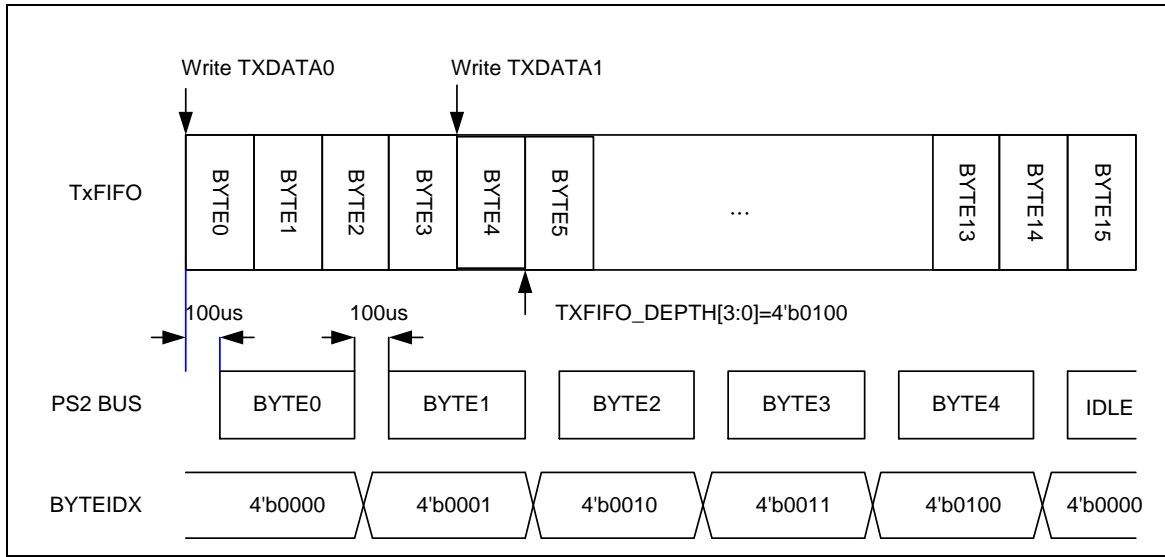 Write TXDATA0 Write TXDATA1
TxFIFO BYTE0 BYTE1 BYTE2 BYTE3 BYTE4 BYTE5 ... BYTE13 BYTE14 BYTE15
100us 100us TXFIFO_DEPTH[3:0]=4'b0100
PS2 BUS BYTE0 BYTE1 BYTE2 BYTE3 BYTE4 IDLE
BYTEIDX 4'b0000 4'b0001 4'b0010 4'b0011 4'b0100 4'b0000